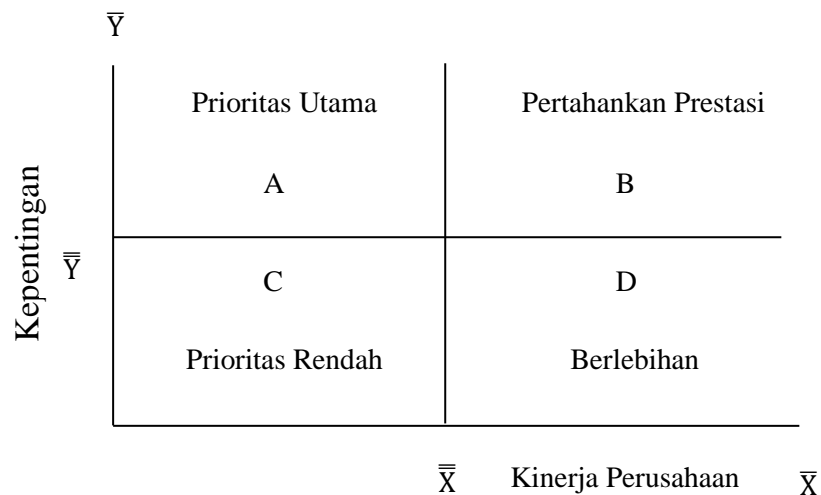 Y̅
Prioritas Utama
Pertahankan Prestasi
A
B
Kepentingan
Y̿
C
D
Prioritas Rendah
Berlebihan
X̿
Kinerja Perusahaan
X̅